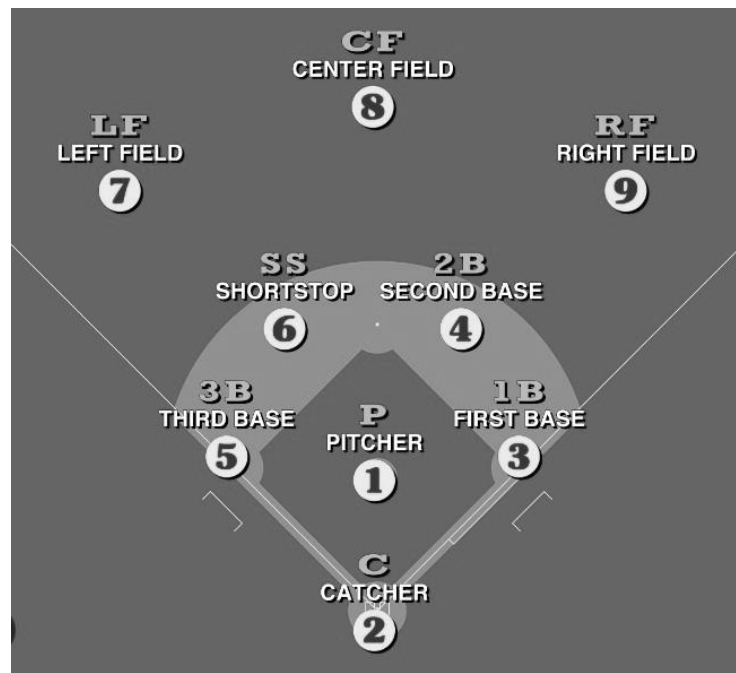 CF
CENTER FIELD
8
LF
LEFT FIELD
7
RF
RIGHT FIELD
9
SS
SHORTSTOP
6
2B
SECOND BASE
4
3B
THIRD BASE
5
P
PITCHER
1
1B
FIRST BASE
3
C
CATCHER
2